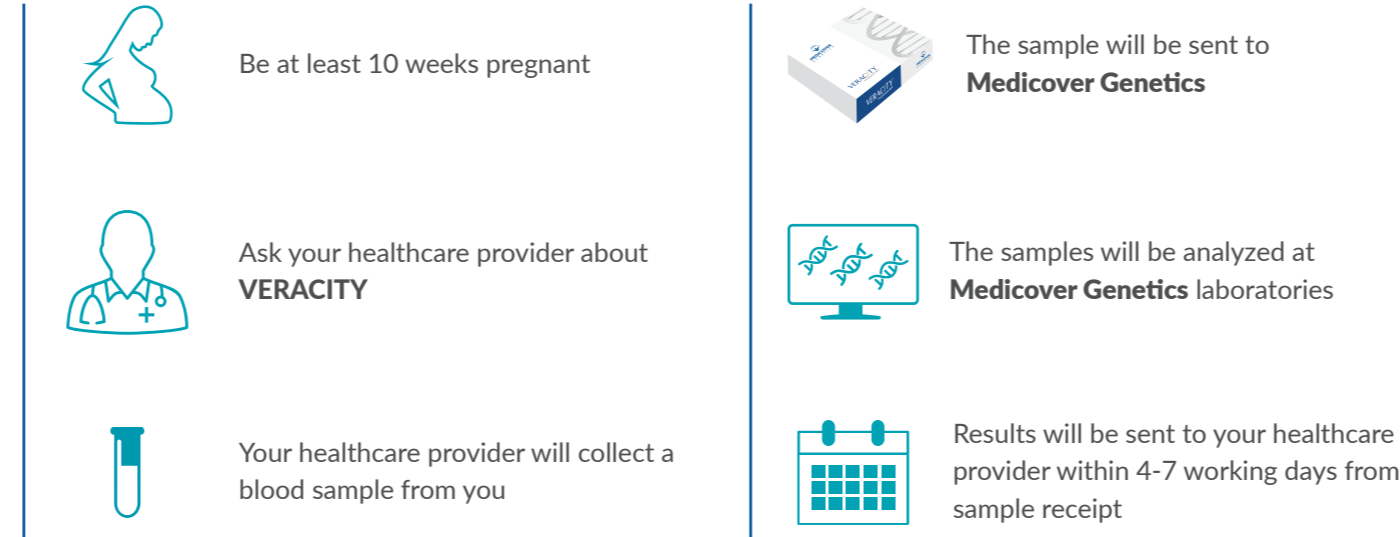 Be at least 10 weeks pregnant
Ask your healthcare provider about
VERACITY
Your healthcare provider will collect a
blood sample from you
VERACITY
VERACITY
The sample will be sent to
Medicover Genetics
The samples will be analyzed at
Medicover Genetics laboratories
Results will be sent to your healthcare
provider within 4-7 working days from
sample receipt